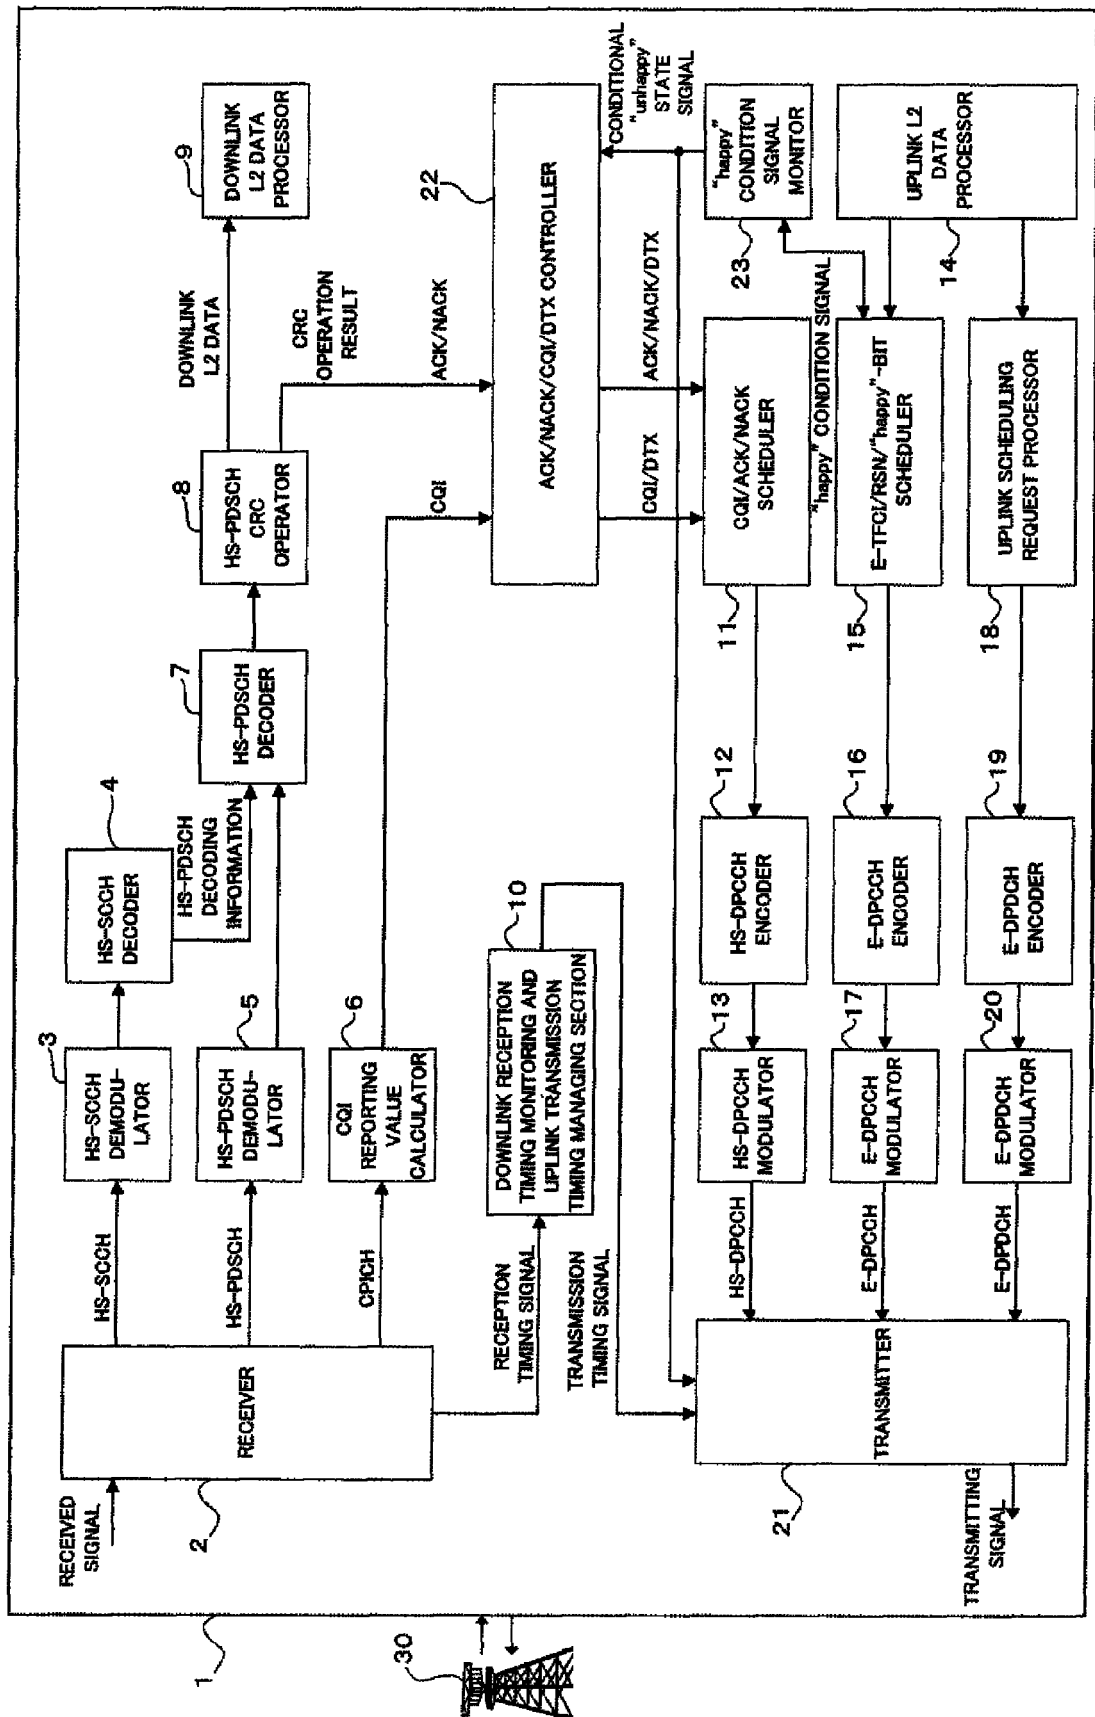 1
30
RECEIVED
SIGNAL
2
RECEIVER
HS-SCCH
HS-PDSCH
CPICH
RECEPTION
TIMING SIGNAL
3
HS-SCCH
DEMODU-
LATOR
4
HS-SCCH
DECODER
HS-PDSCH
DECODING
INFORMATION
5
HS-PDSCH
DEMODU-
LATOR
6
CQI
REPORTING
VALUE
CALCULATOR
7
HS-PDSCH
DECODER
8
HS-PDSCH
CRC
OPERATOR
DOWNLINK
L2 DATA
9
DOWNLINK
L2 DATA
PROCESSOR
CRC
OPERATION
RESULT
ACK/NACK
CQI
10
DOWNLINK RECEPTION
TIMING MONITORING AND
UPLINK TRANSMISSION
TIMING MANAGING SECTION
TRANSMISSION
TIMING SIGNAL
22
ACK/NACK/CQI/DTX CONTROLLER
CONDITIONAL
"unhappy"
STATE
SIGNAL
CQI/DTX
ACK/NACK/DTX
23
"happy"
CONDITION
SIGNAL
MONITOR
"happy" CONDITION SIGNAL
14
UPLINK L2
DATA
PROCESSOR
11
CQI/ACK/NACK
SCHEDULER
15
E-TFCI/RSN/"happy"-BIT
SCHEDULER
18
UPLINK SCHEDULING
REQUEST PROCESSOR
12
HS-DPCCH
ENCODER
16
E-DPCCH
ENCODER
19
E-DPDCH
ENCODER
13
HS-DPCCH
MODULATOR
17
E-DPCCH
MODULATOR
20
E-DPDCH
MODULATOR
HS-DPCCH
E-DPCCH
E-DPDCH
21
TRANSMITTER
TRANSMITTING
SIGNAL